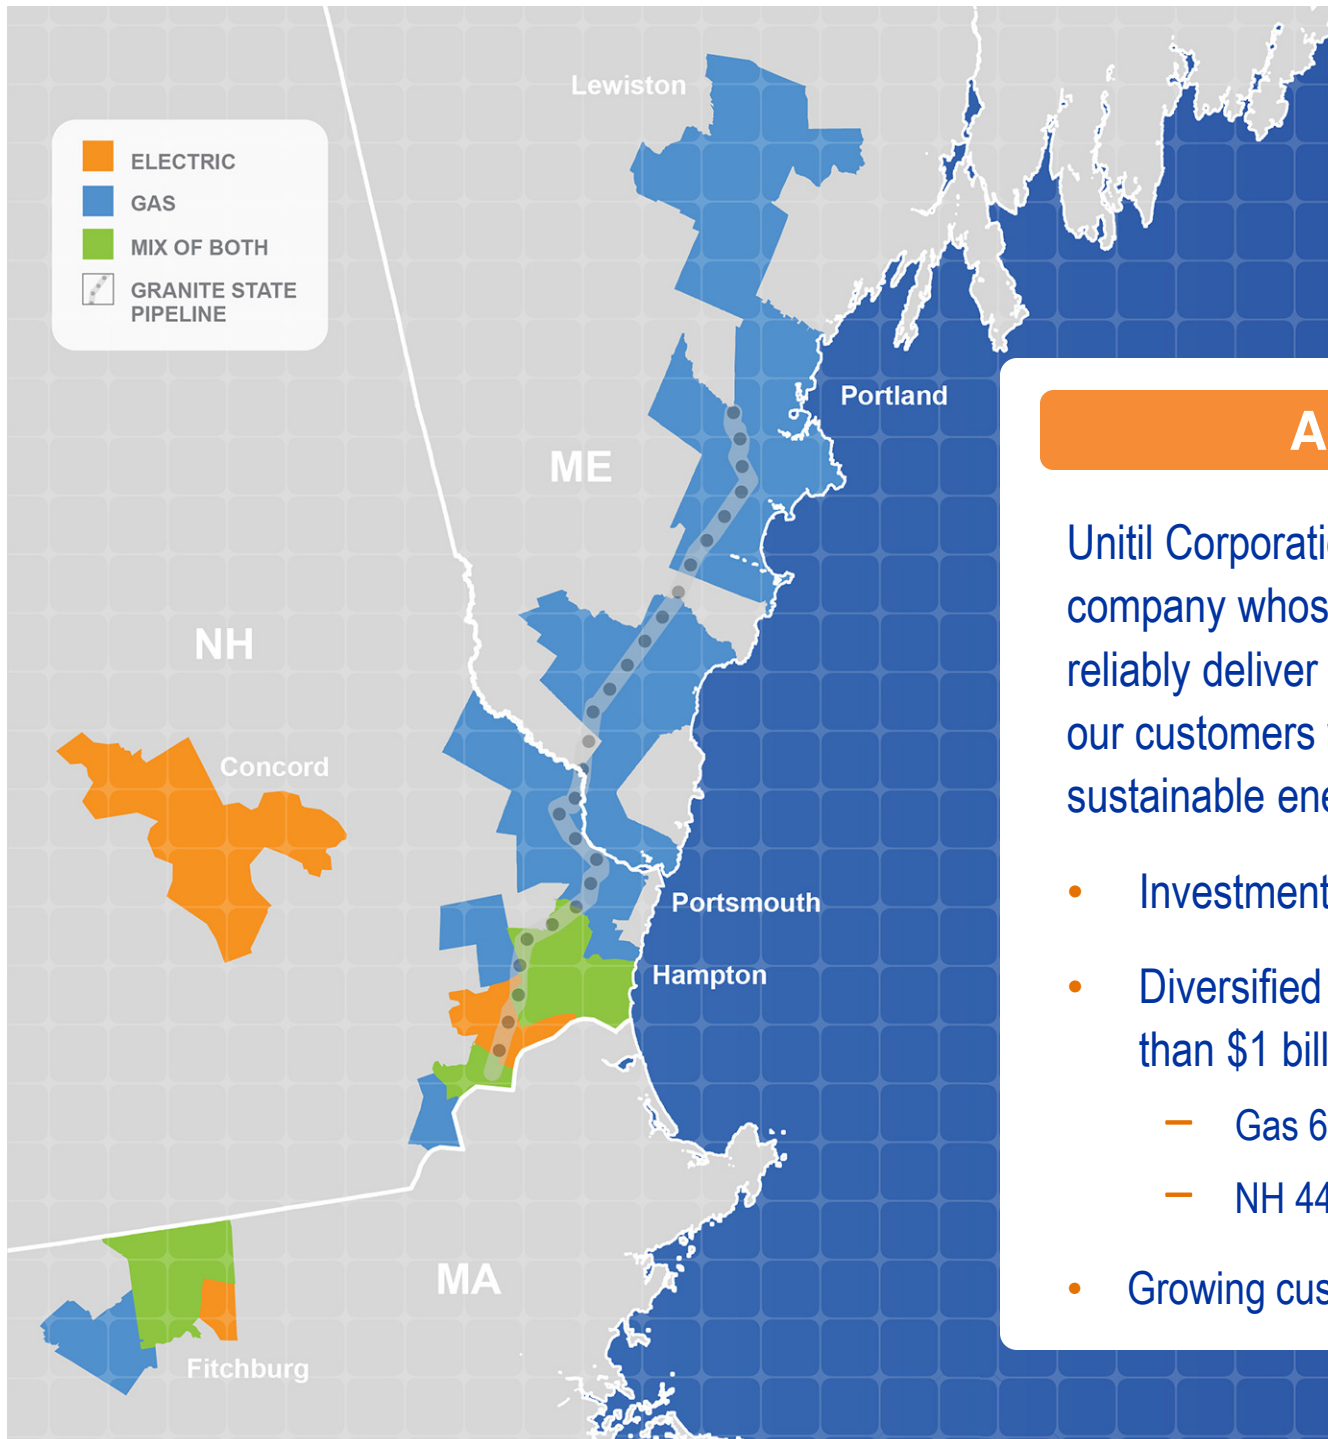 Lewiston
ELECTRIC
GAS
MIX OF BOTH
GRANITE STATE
PIPELINE
Portland
ME
NH
Concord
Portsmouth
Hampton
MA
Fitchburg
A
Unitil Corporati
company whos
reliably deliver
our customers
sustainable ene
• Investment
• Diversified
than $1 bill
– Gas 6
– NH 44
• Growing cus